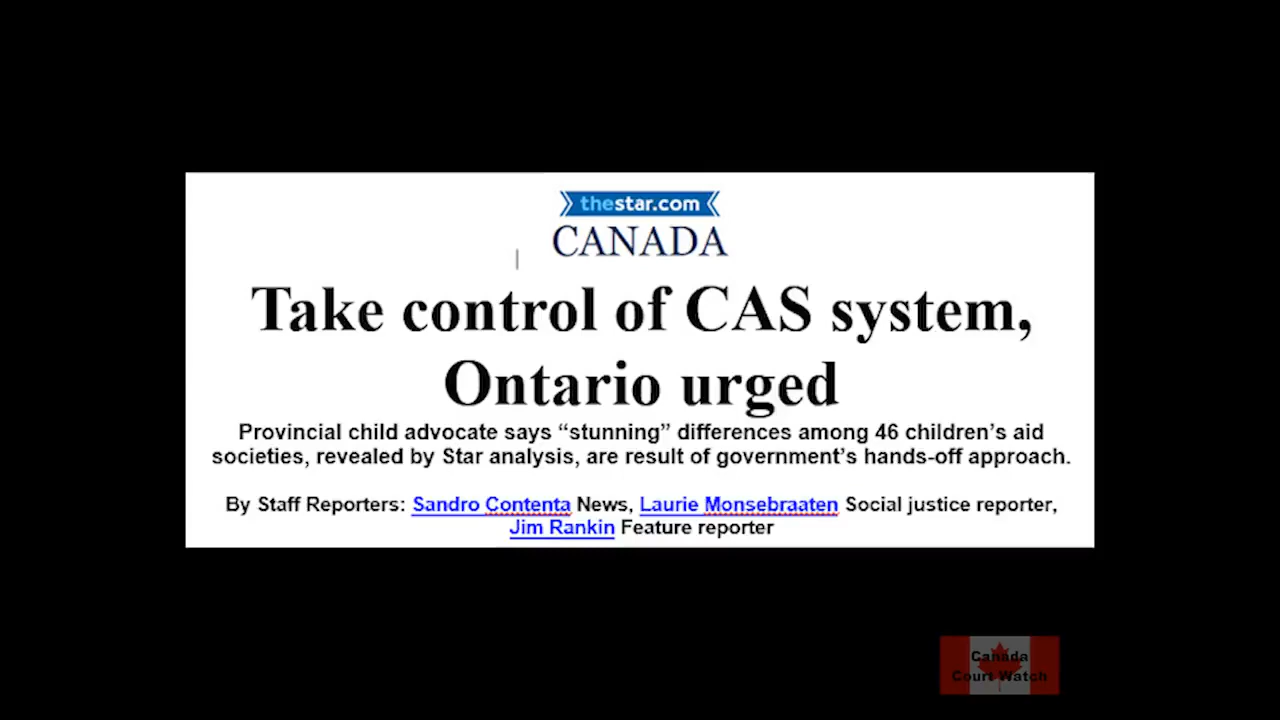 thestar.com
CANADA
Take control of CAS system,
Ontario urged
Provincial child advocate says “stunning” differences among 46 children’s aid
societies, revealed by Star analysis, are result of government’s hands-off approach.
By Staff Reporters: Sandro Contenta News, Laurie Monsebraaten Social justice reporter,
Jim Rankin Feature reporter
Canada
Court Watch